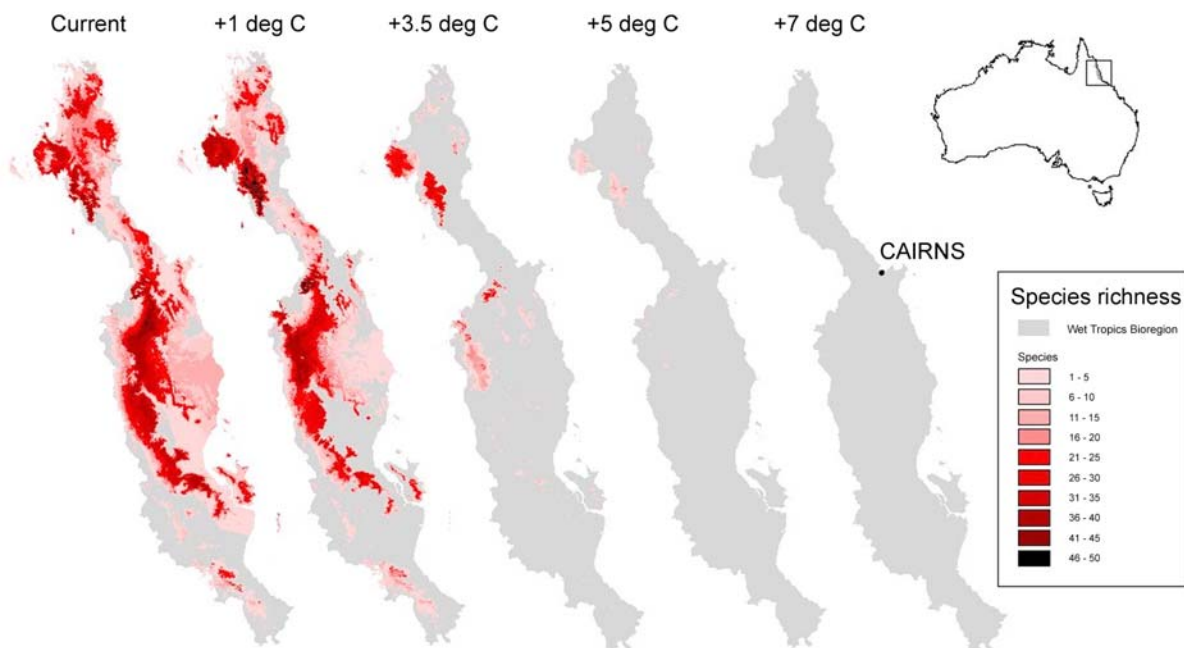 Current +1 deg C +3.5 deg C +5 deg C +7 deg C
CAIRNS
Species richness
Wet Tropics Bioregion
Species
1 - 5
6 - 10
11 - 15
16 - 20
21 - 25
26 - 30
31 - 35
36 - 40
41 - 45
46 - 50